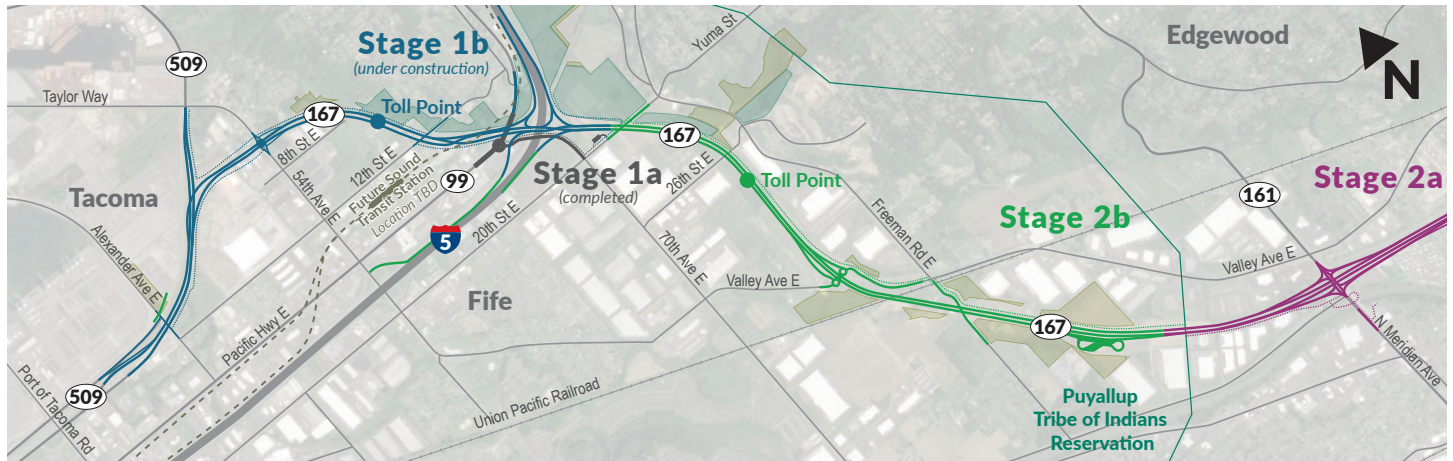 Stage 1b
(under construction)
Yuma St
Edgewood
N
509
Taylor Way
167
Toll Point
8th St E
12th St E
54th Ave E
Future Sound
Transit Station
Location TBD
99
Stage 1a
(completed)
167
26th St E
Toll Point
Tacoma
Alexander Ave E
5
20th St E
70th Ave E
Freeman Rd E
Stage 2b
161
Stage 2a
Valley Ave E
Valley Ave E
Fife
Pacific Hwy E
167
N Meridian Ave
509
Port of Tacoma Rd
Union Pacific Railroad
Puyallup
Tribe of Indians
Reservation